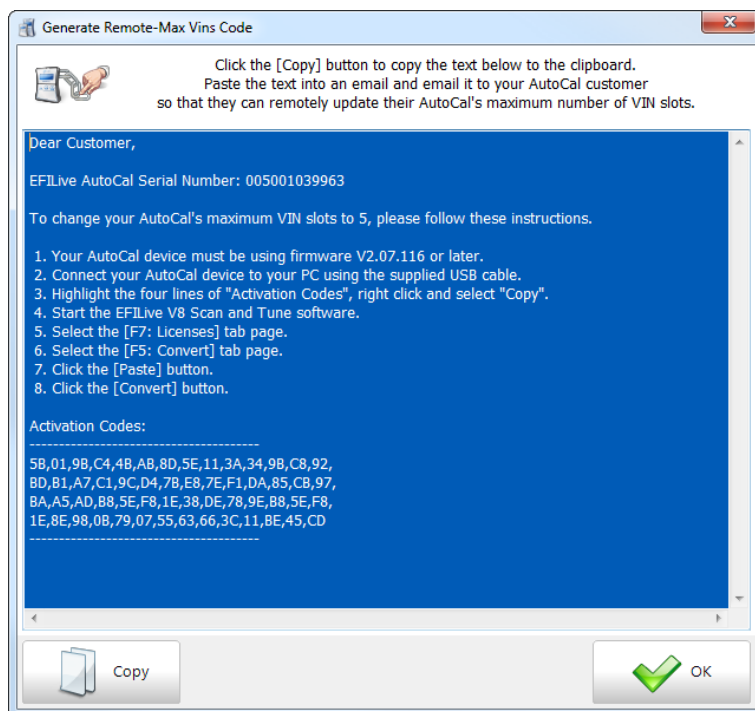 Generate Remote-Max Vins Code
Click the [Copy] button to copy the text below to the clipboard.
Paste the text into an email and email it to your AutoCal customer
so that they can remotely update their AutoCal's maximum number of VIN slots.
Dear Customer,
EFILive AutoCal Serial Number: 005001039963
To change your AutoCal's maximum VIN slots to 5, please follow these instructions.
1. Your AutoCal device must be using firmware V2.07.116 or later.
2. Connect your AutoCal device to your PC using the supplied USB cable.
3. Highlight the four lines of "Activation Codes", right click and select "Copy".
4. Start the EFILive V8 Scan and Tune software.
5. Select the [F7: Licenses] tab page.
6. Select the [F5: Convert] tab page.
7. Click the [Paste] button.
8. Click the [Convert] button.
Activation Codes:
---------------------------------------
5B,01,9B,C4,4B,AB,8D,5E,11,3A,34,9B,C8,92,
BD,B1,A7,C1,9C,D4,7B,E8,7E,F1,DA,85,CB,97,
BA,A5,AD,B8,5E,F8,1E,38,DE,78,9E,B8,5E,F8,
1E,8E,98,0B,79,07,55,63,66,3C,11,BE,45,CD
---------------------------------------
Copy
OK